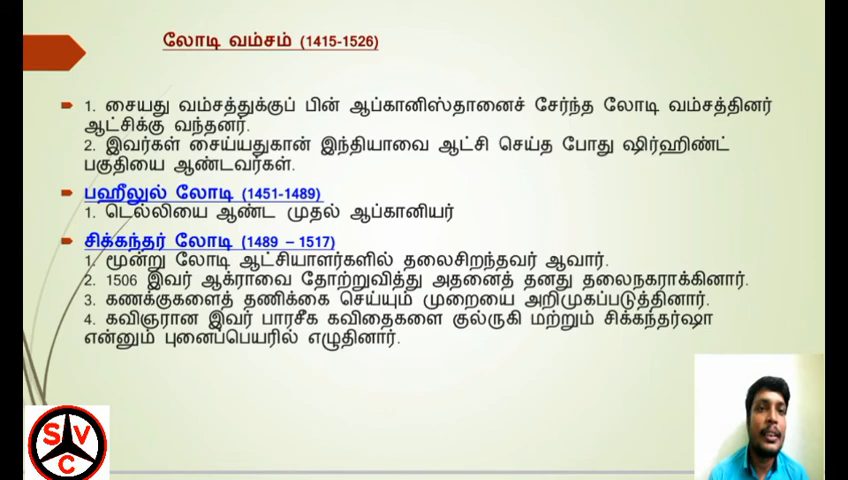 லோடி வம்சம் (1415-1526)
1. சையது வம்சத்துக்குப் பின் ஆப்கானிஸ்தானைச் சேர்ந்த லோடி வம்சத்தினர்
ஆட்சிக்கு வந்தனர்.
2. இவர்கள் சைய்யதுகான் இந்தியாவை ஆட்சி செய்த போது ஷிர்ஹிண்ட்
பகுதியை ஆண்டவர்கள்.
பஹீலுல் லோடி (1451-1489)
1. டெல்லியை ஆண்ட முதல் ஆப்கானியர்
சிக்கந்தர் லோடி (1489 – 1517)
1. மூன்று லோடி ஆட்சியாளர்களில் தலைசிறந்தவர் ஆவார்.
2. 1506 இவர் ஆக்ராவை தோற்றுவித்து அதனைத் தனது தலைநகராக்கினார்.
3. கணக்குகளைத் தணிக்கை செய்யும் முறையை அறிமுகப்படுத்தினார்.
4. கவிஞரான இவர் பாரசீக கவிதைகளை குல்ருகி மற்றும் சிக்கந்தர்ஷா
என்னும் புனைப்பெயரில் எழுதினார்.
S V
C